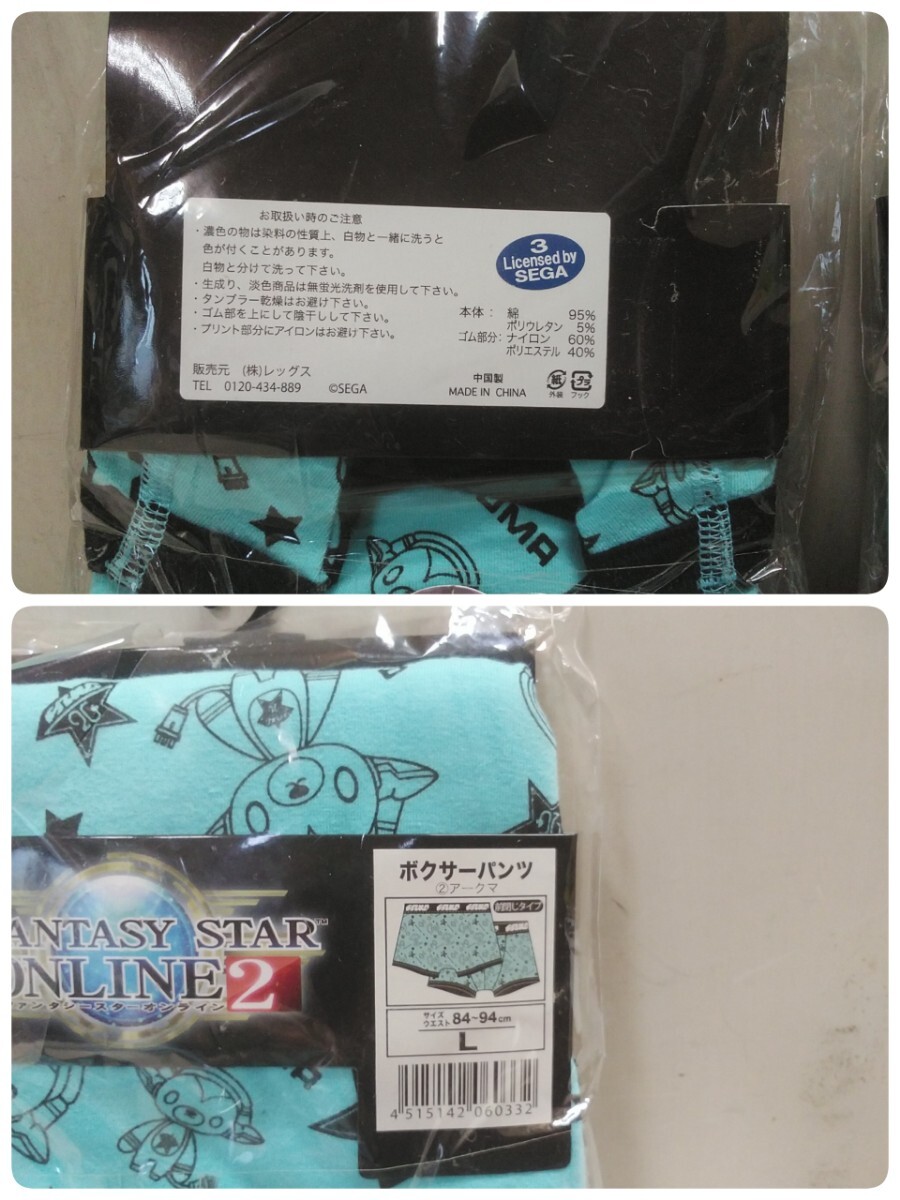 お取扱い時のご注意
・濃色の物は染料の性質上、白物と一緒に洗うと
色が付くことがあります。
白物と分けて洗って下さい。
・生成り、淡色商品は無蛍光洗剤を使用して下さい。
・タンブラー乾燥はお避け下さい。
・ゴム部を上にして陰干しして下さい。
・プリント部分にアイロンはお避け下さい。
販売元 (株)レッグス
TEL 0120-434-889 ©SEGA
3
Licensed by
SEGA
本体: 綿 95%
ポリウレタン 5%
ゴム部分: ナイロン 60%
ポリエステル 40%
中国製
MADE IN CHINA
紙
外装
プラ
フック
UMA
ANTASY STAR™
ONLINE 2
ァンタシースターオンライン
ボクサーパンツ
②アークマ
前閉じタイプ
サイズ
ウエスト 84~94cm
L
4 515142 060332